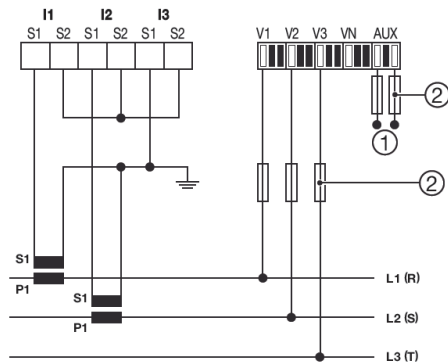 I1 I2 I3
S1 S2 S1 S2 S1 S2
V1 V2 V3 VN AUX
2
1
2
S1
P1
L1 (R)
S1
P1
L2 (S)
L3 (T)